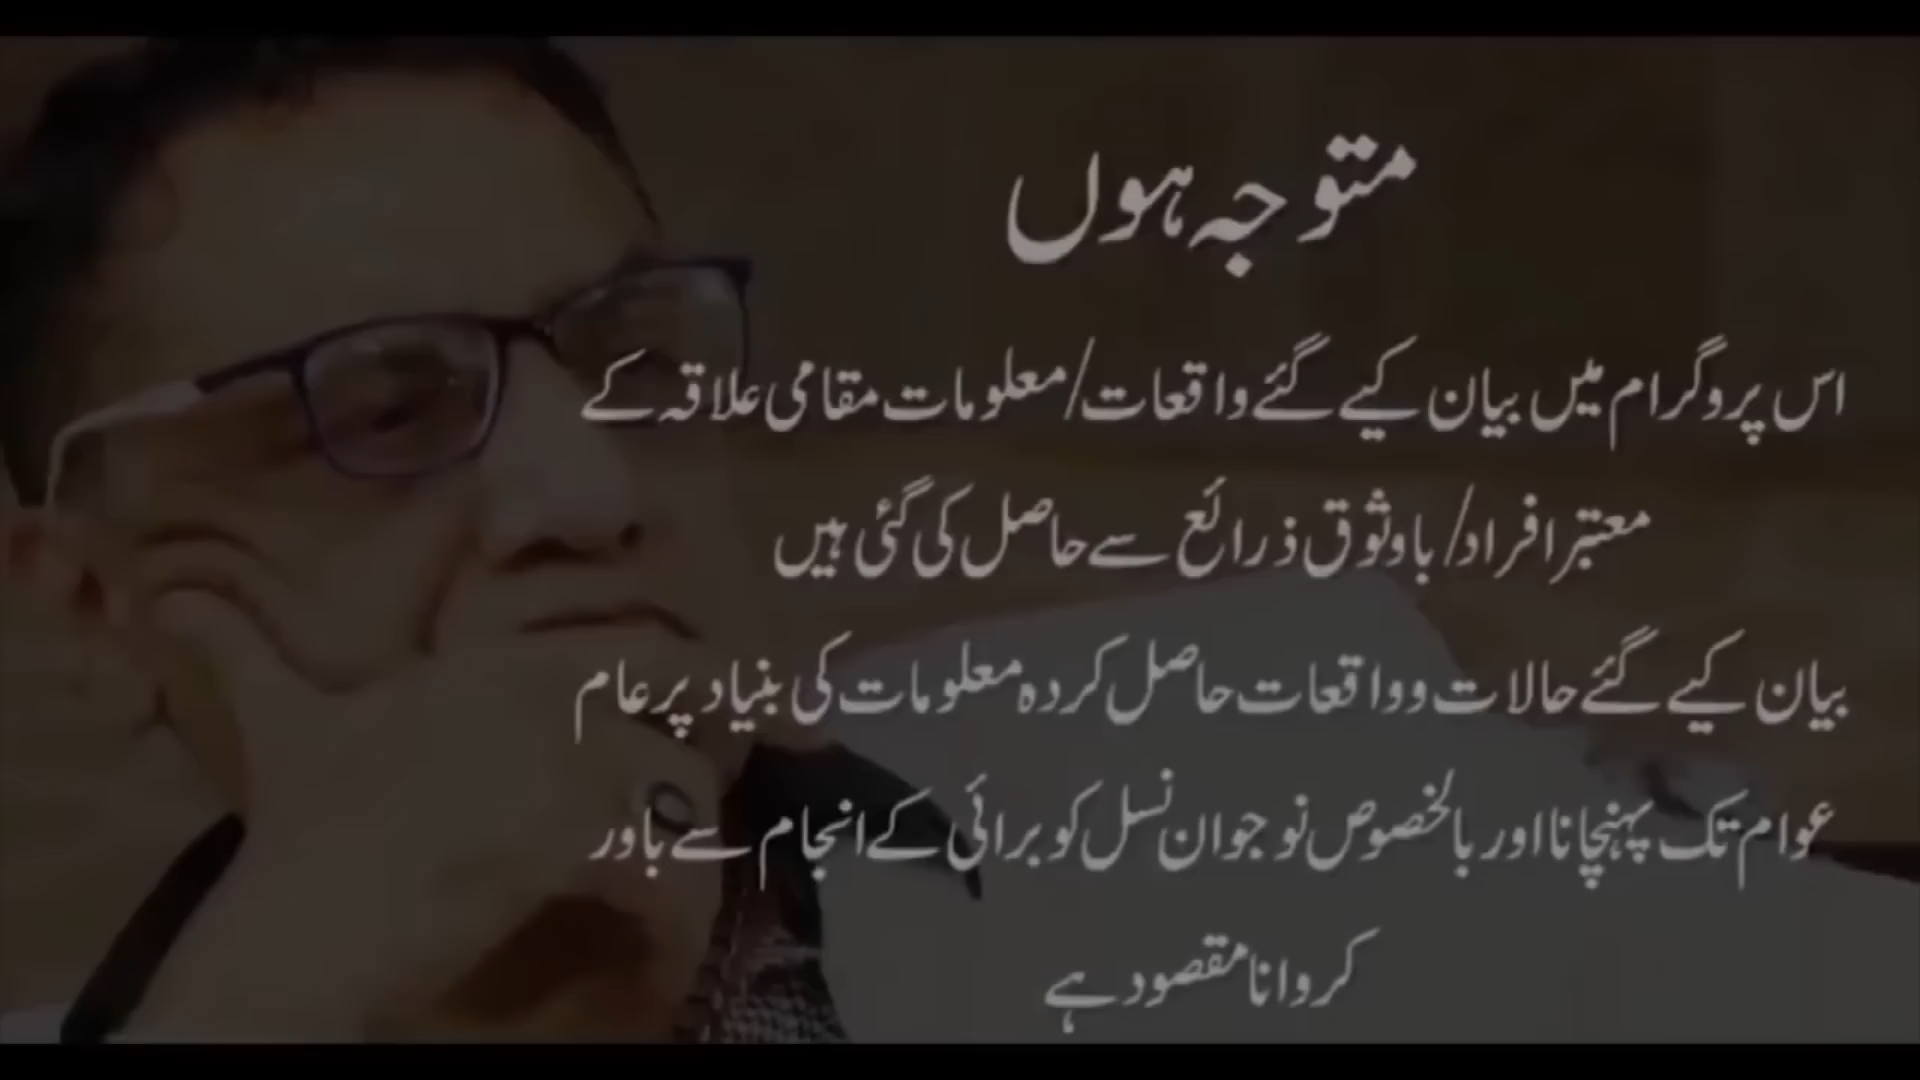 متوجہ ہوں
اس پروگرام میں بیان کیے گئے واقعات/معلومات مقامی علاقہ کے
معتبر افراد/باوثوق ذرائع سے حاصل کی گئی ہیں
بیان کیے گئے حالات و واقعات حاصل کردہ معلومات کی بنیاد پر عام
عوام تک پہنچانا اور بالخصوص نوجوان نسل کو برائی کے انجام سے باور
کروانا مقصود ہے